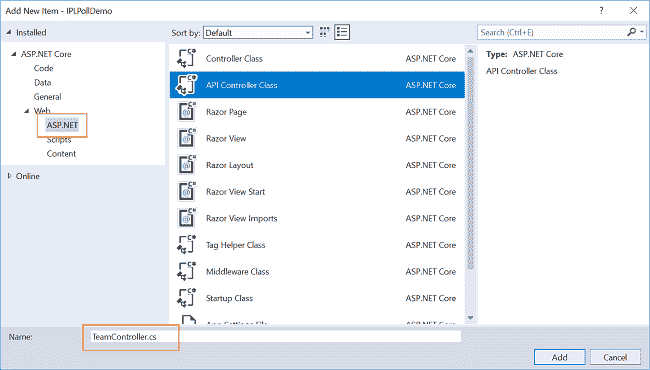 Add New Item - IPLPollDemo
? ×
Installed
Sort by: Default
Search (Ctrl+E)
ASP.NET Core
Code
Data
General
Web
ASP.NET
Scripts
Content
Online
Controller Class ASP.NET Core
API Controller Class ASP.NET Core
Razor Page ASP.NET Core
Razor View ASP.NET Core
Razor Layout ASP.NET Core
Razor View Start ASP.NET Core
Razor View Imports ASP.NET Core
Tag Helper Class ASP.NET Core
Middleware Class ASP.NET Core
Startup Class ASP.NET Core
App Settings File ASP.NET Core
Type: ASP.NET Core
API Controller Class
Name: TeamController.cs
Add Cancel